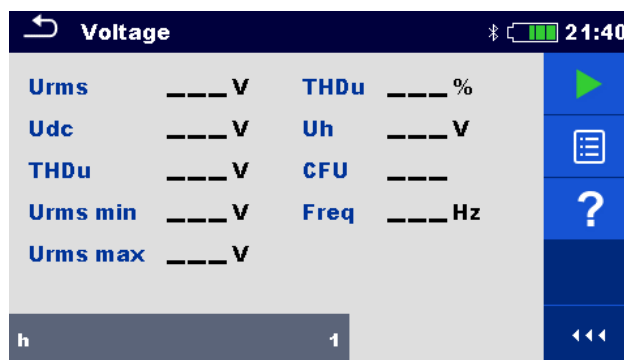 Voltage 21:40
Urms ___V THDu ___%
Udc ___V Uh ___V
THDu ___V CFU ___
Urms min ___V Freq ___Hz
Urms max ___V
?
h 1